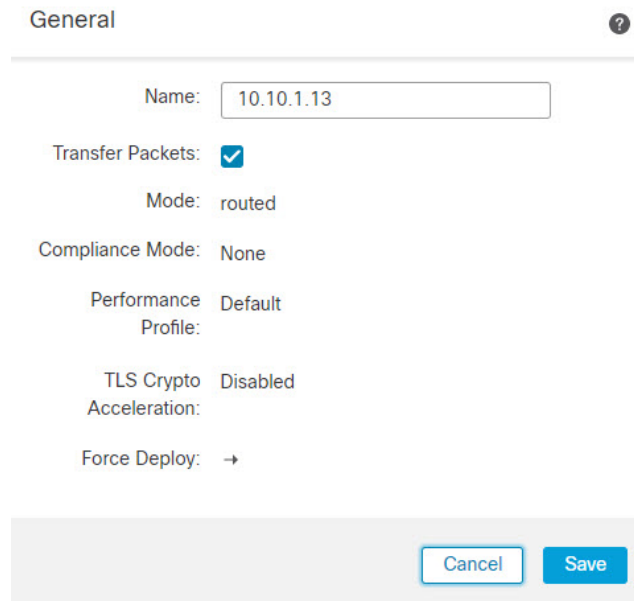 General
?
Name: 10.10.1.13
Transfer Packets:
Mode: routed
Compliance Mode: None
Performance Default
Profile:
TLS Crypto Disabled
Acceleration:
Force Deploy: →
Cancel Save